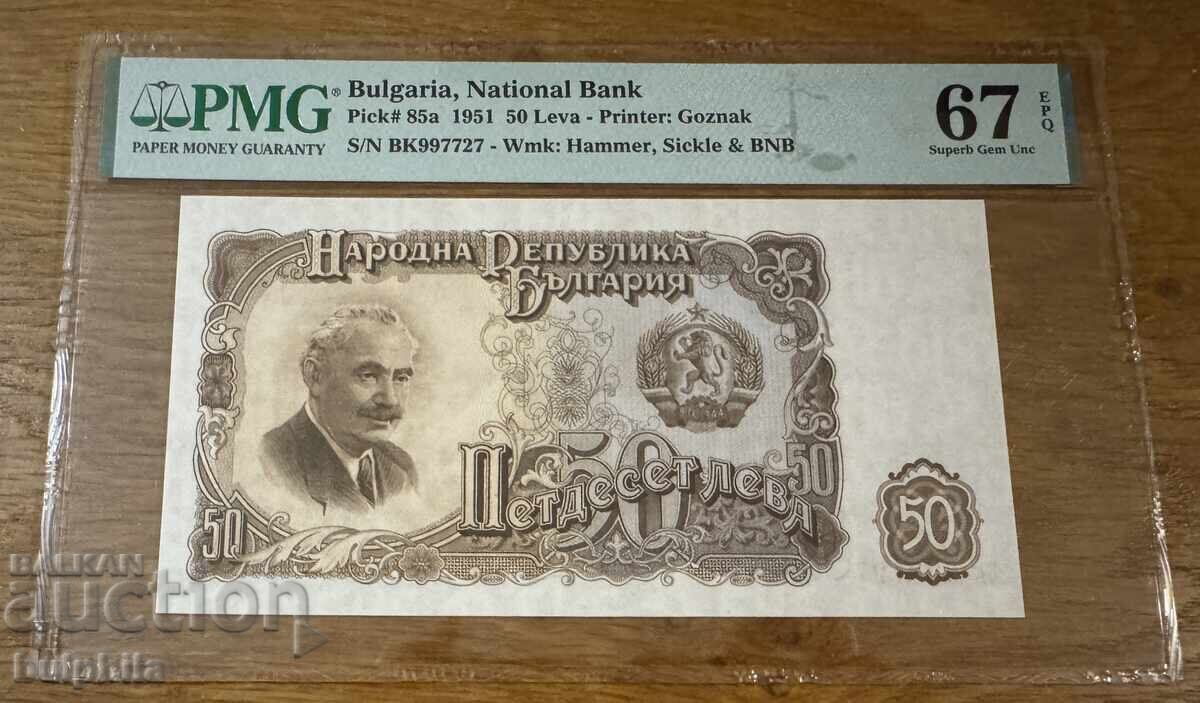 PMG®
PAPER MONEY GUARANTY
Bulgaria, National Bank
Pick# 85a 1951 50 Leva - Printer: Goznak
S/N BK997727 - Wmk: Hammer, Sickle & BNB
67
EPQ
Superb Gem Unc
Народна Република
България
50
Петдесет лева
50
50
50
BALKAN
auction
bulphila